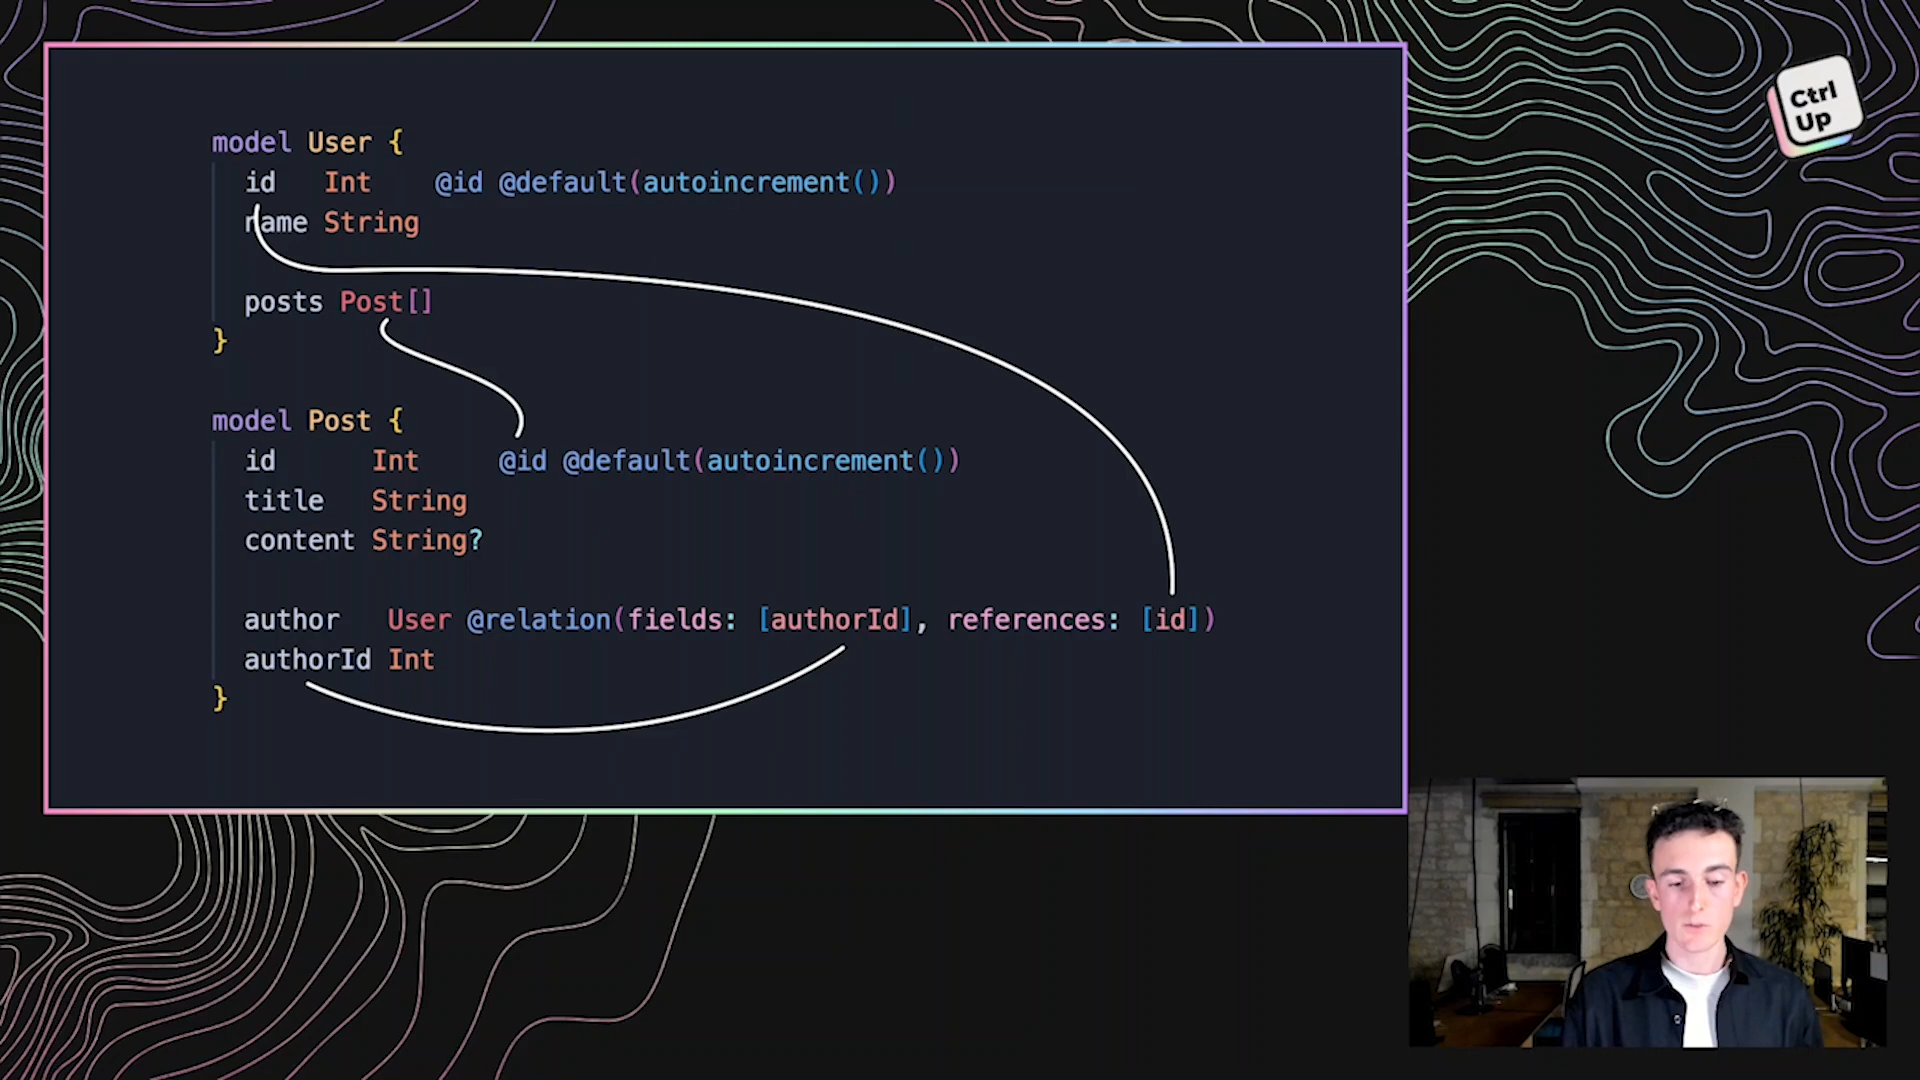 model User {
id Int @id @default(autoincrement())
name String
posts Post[]
}
model Post {
id Int @id @default(autoincrement())
title String
content String?
author User @relation(fields: [authorId], references: [id])
authorId Int
}
Ctrl
Up